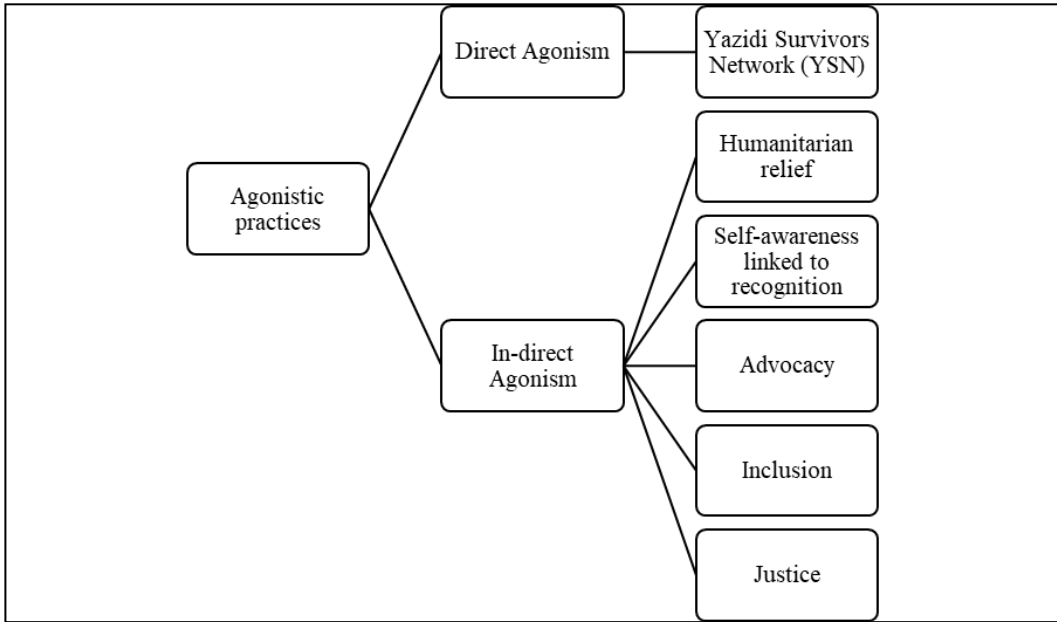 Agonistic
practices
Direct Agonism
Yazidi Survivors
Network (YSN)
In-direct
Agonism
Humanitarian
relief
Self-awareness
linked to
recognition
Advocacy
Inclusion
Justice